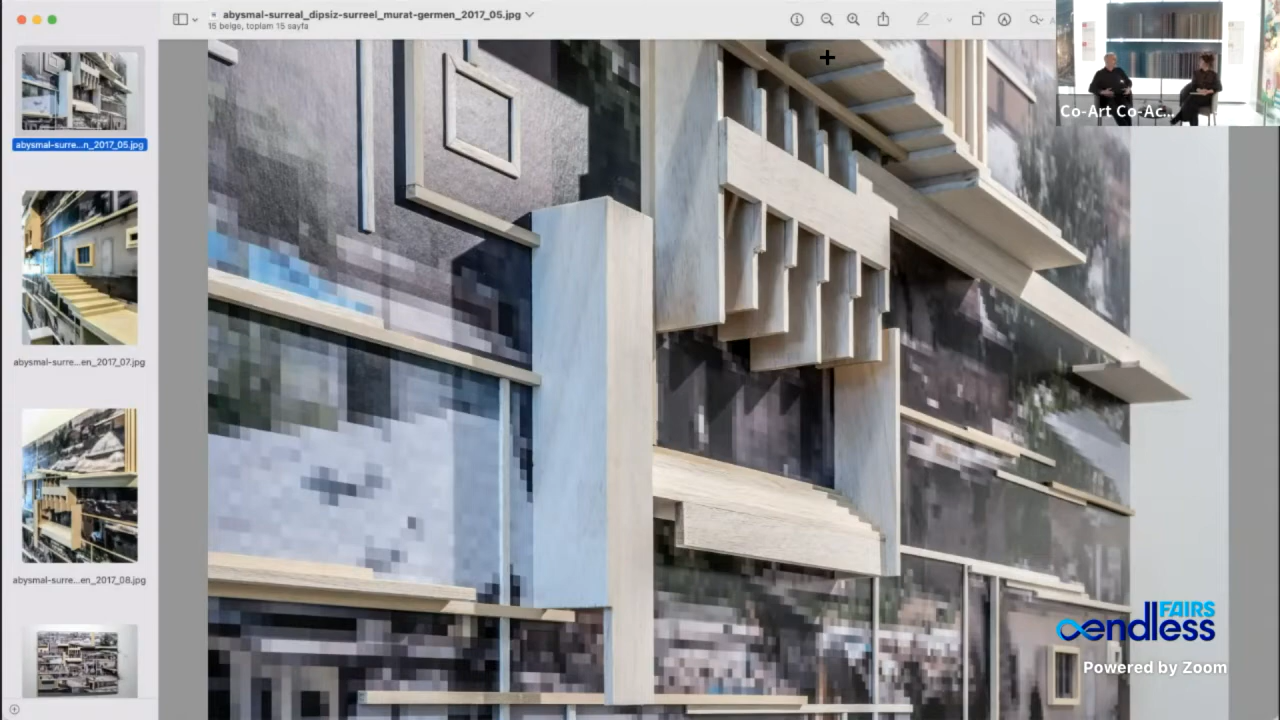 abysmal-surreal_dipsiz-surreel_murat-germen_2017_05.jpg
15 belge, toplam 15 sayfa
Co-Art Co-Ac...
abysmal-surre...n_2017_05.jpg
abysmal-surre...en_2017_07.jpg
abysmal-surre...en_2017_08.jpg
endless FAIRS
Powered by Zoom